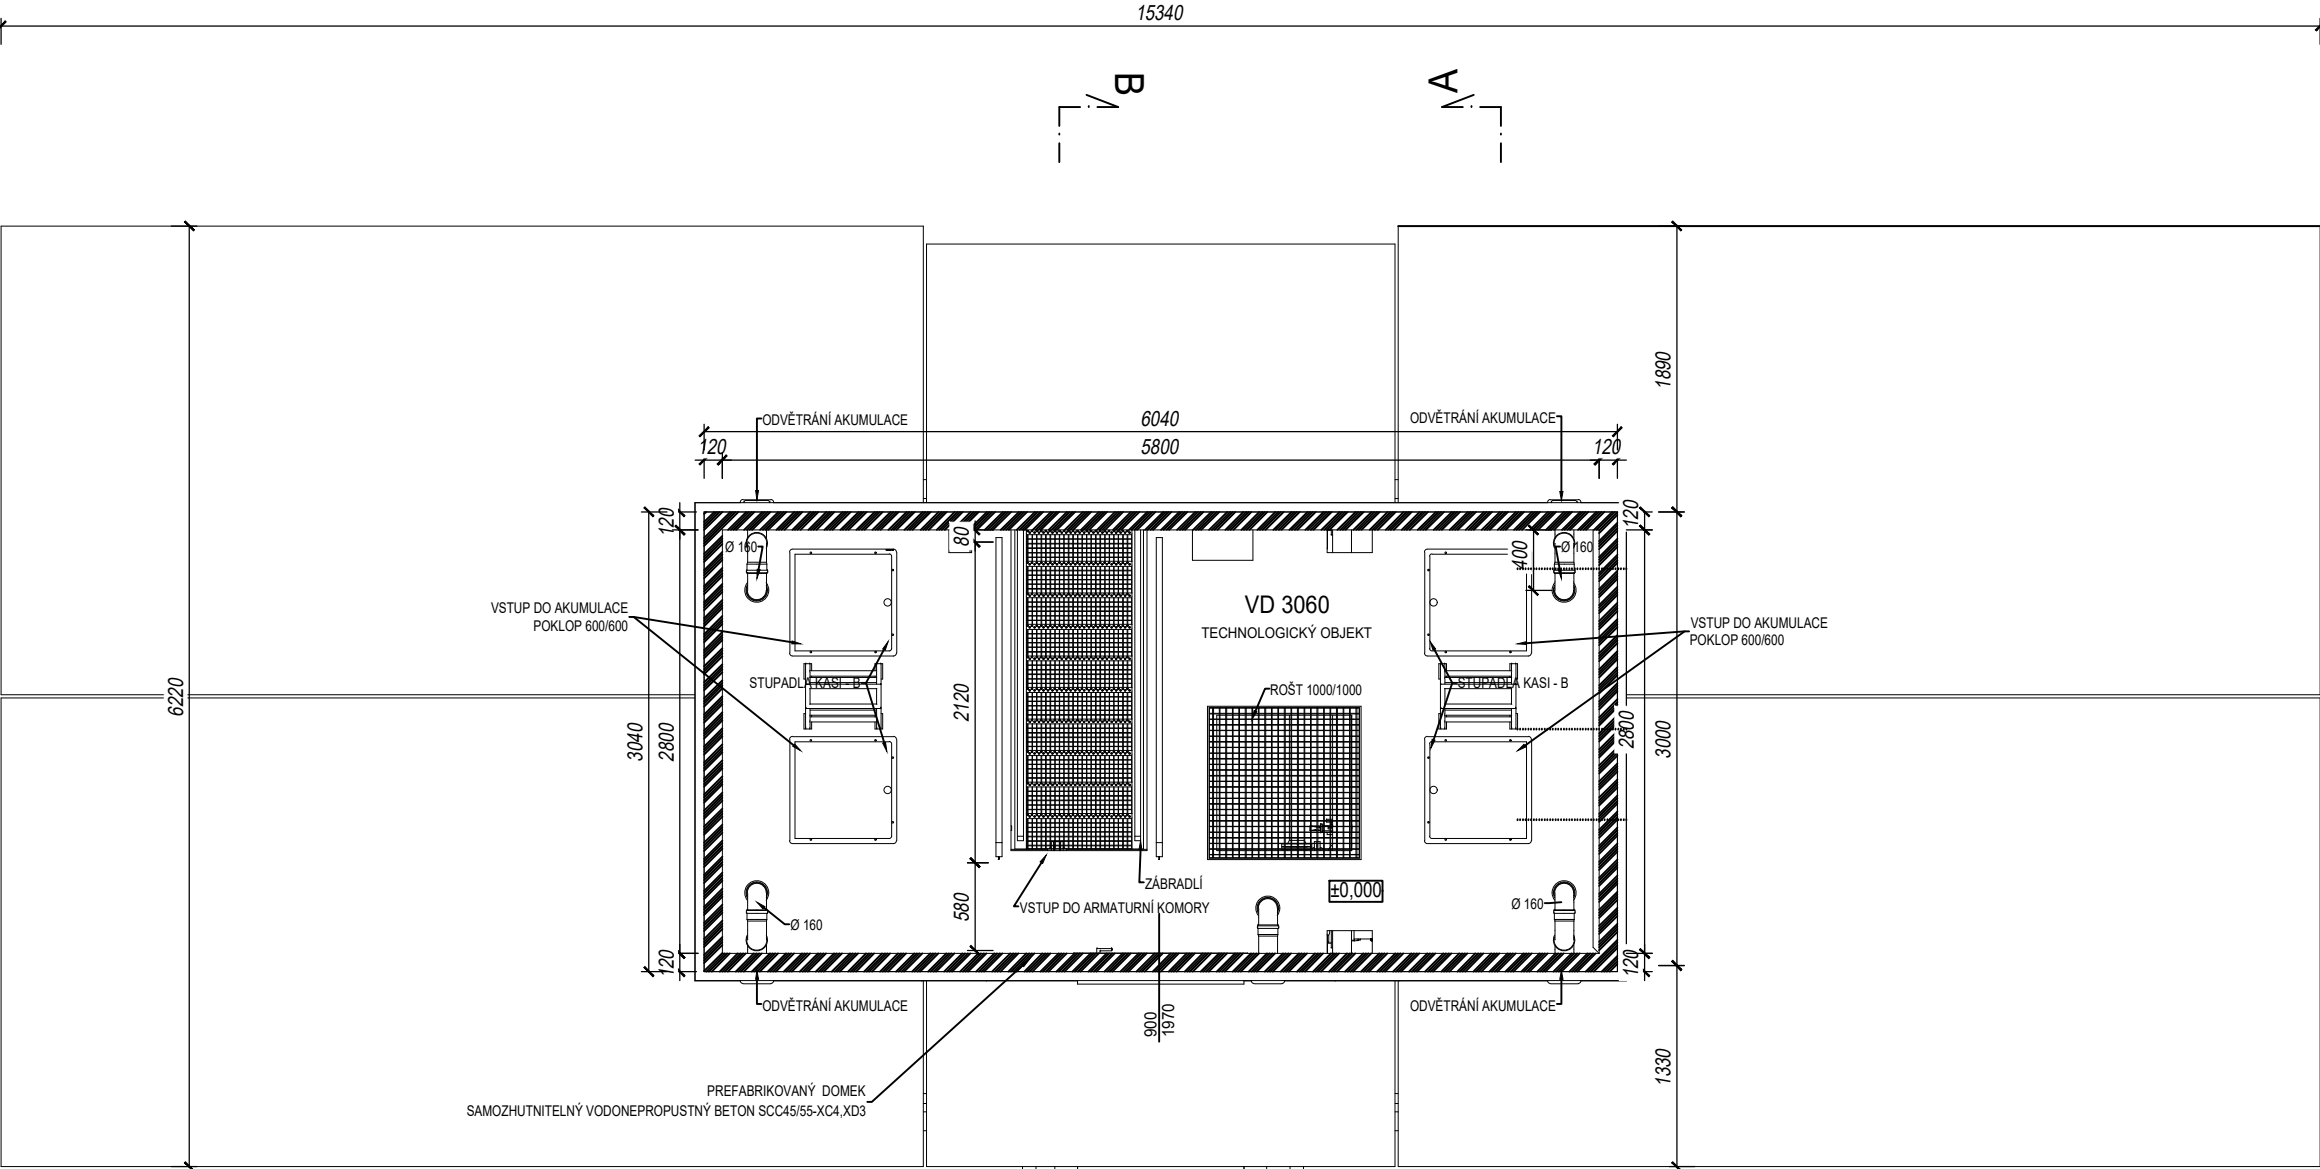 15340
B
A
1890
ODVĚTRÁNÍ AKUMULACE
6040
ODVĚTRÁNÍ AKUMULACE
120
5800
120
120
120
80
Ø 160
400
Ø 160
VD 3060
TECHNOLOGICKÝ OBJEKT
VSTUP DO AKUMULACE
POKLOP 600/600
VSTUP DO AKUMULACE
POKLOP 600/600
STUPADLA KASI - B
STUPADLA KASI - B
ROŠT 1000/1000
6220
3040
2800
2120
2800
3000
ZÁBRADLÍ
±0,000
VSTUP DO ARMATURNÍ KOMORY
580
Ø 160
Ø 160
120
120
ODVĚTRÁNÍ AKUMULACE
ODVĚTRÁNÍ AKUMULACE
900
1970
1330
PREFABRIKOVANÝ DOMEK
SAMOZHUTNITELNÝ VODONEPROPUSTNÝ BETON SCC45/55-XC4,XD3